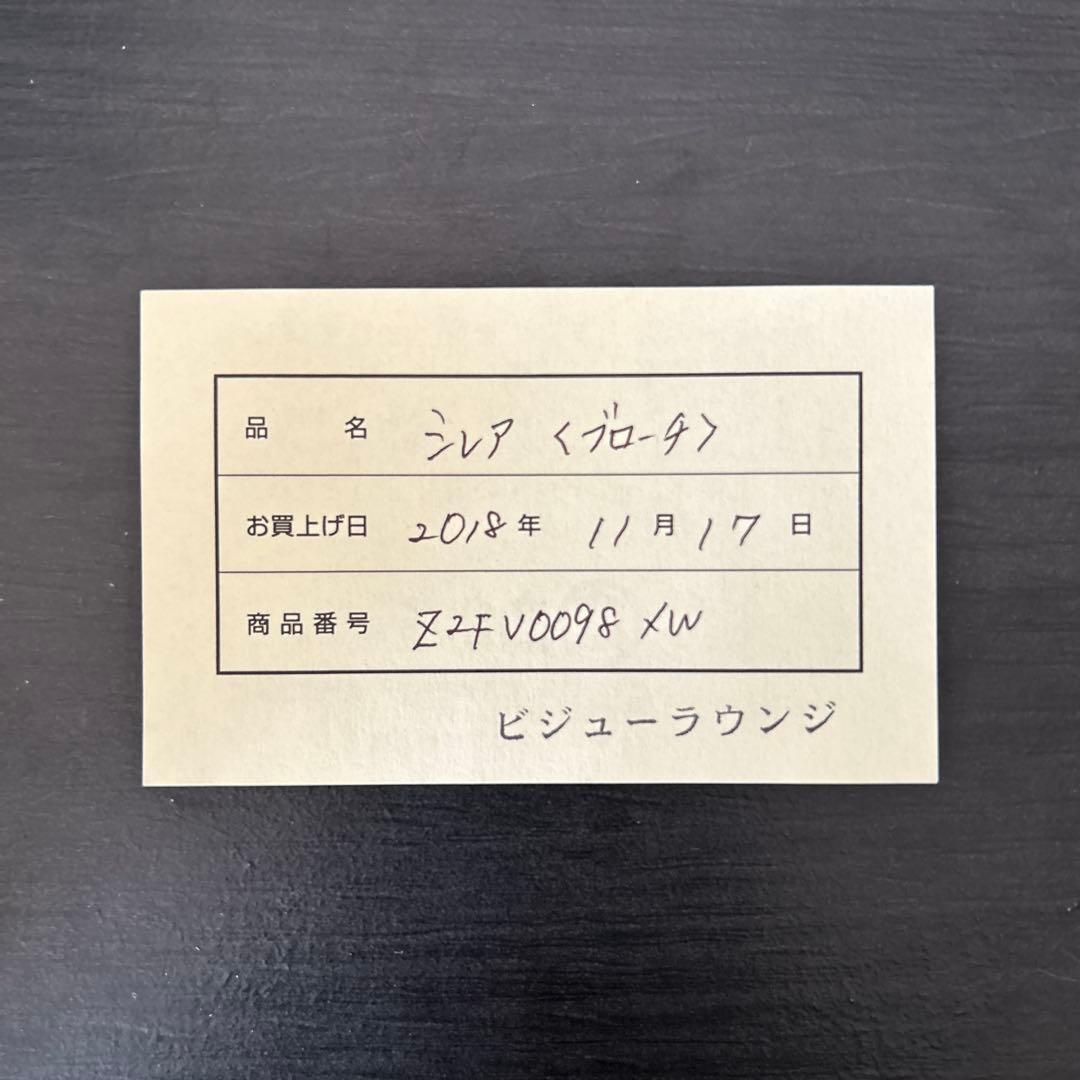 品名 シレア〈ブローチ〉
お買上げ日 2018年 11月17日
商品番号 Z2FV0098XW
ビジューラウンジ